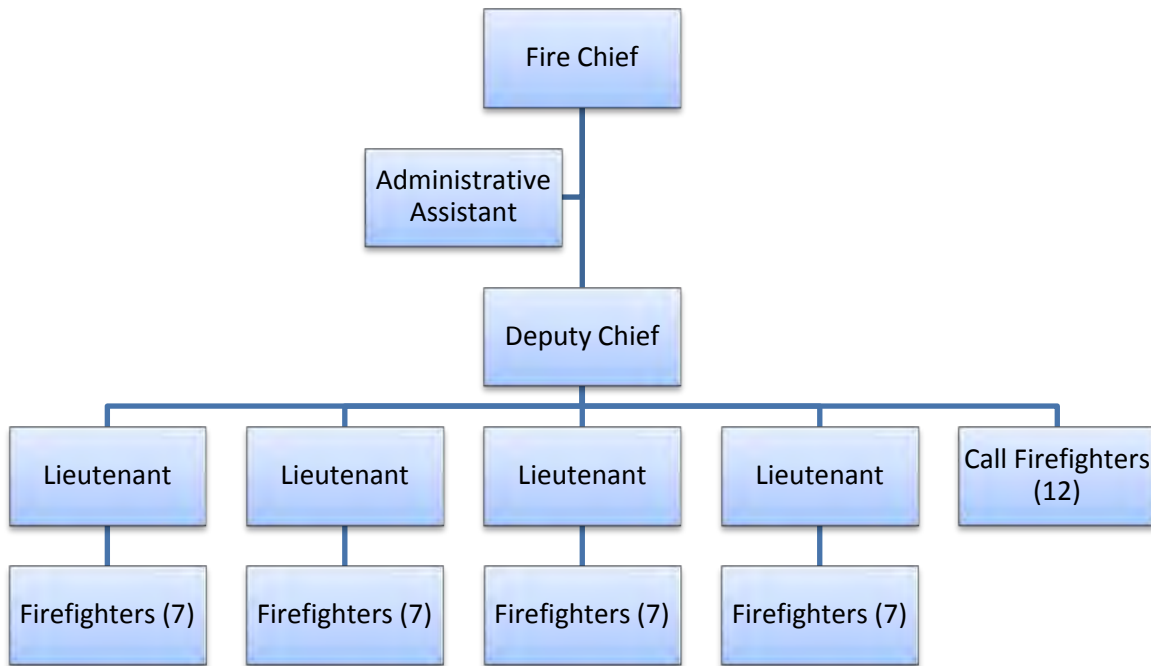 Fire Chief
Administrative
Assistant
Deputy Chief
Lieutenant
Lieutenant
Lieutenant
Lieutenant
Call Firefighters
(12)
Firefighters (7)
Firefighters (7)
Firefighters (7)
Firefighters (7)